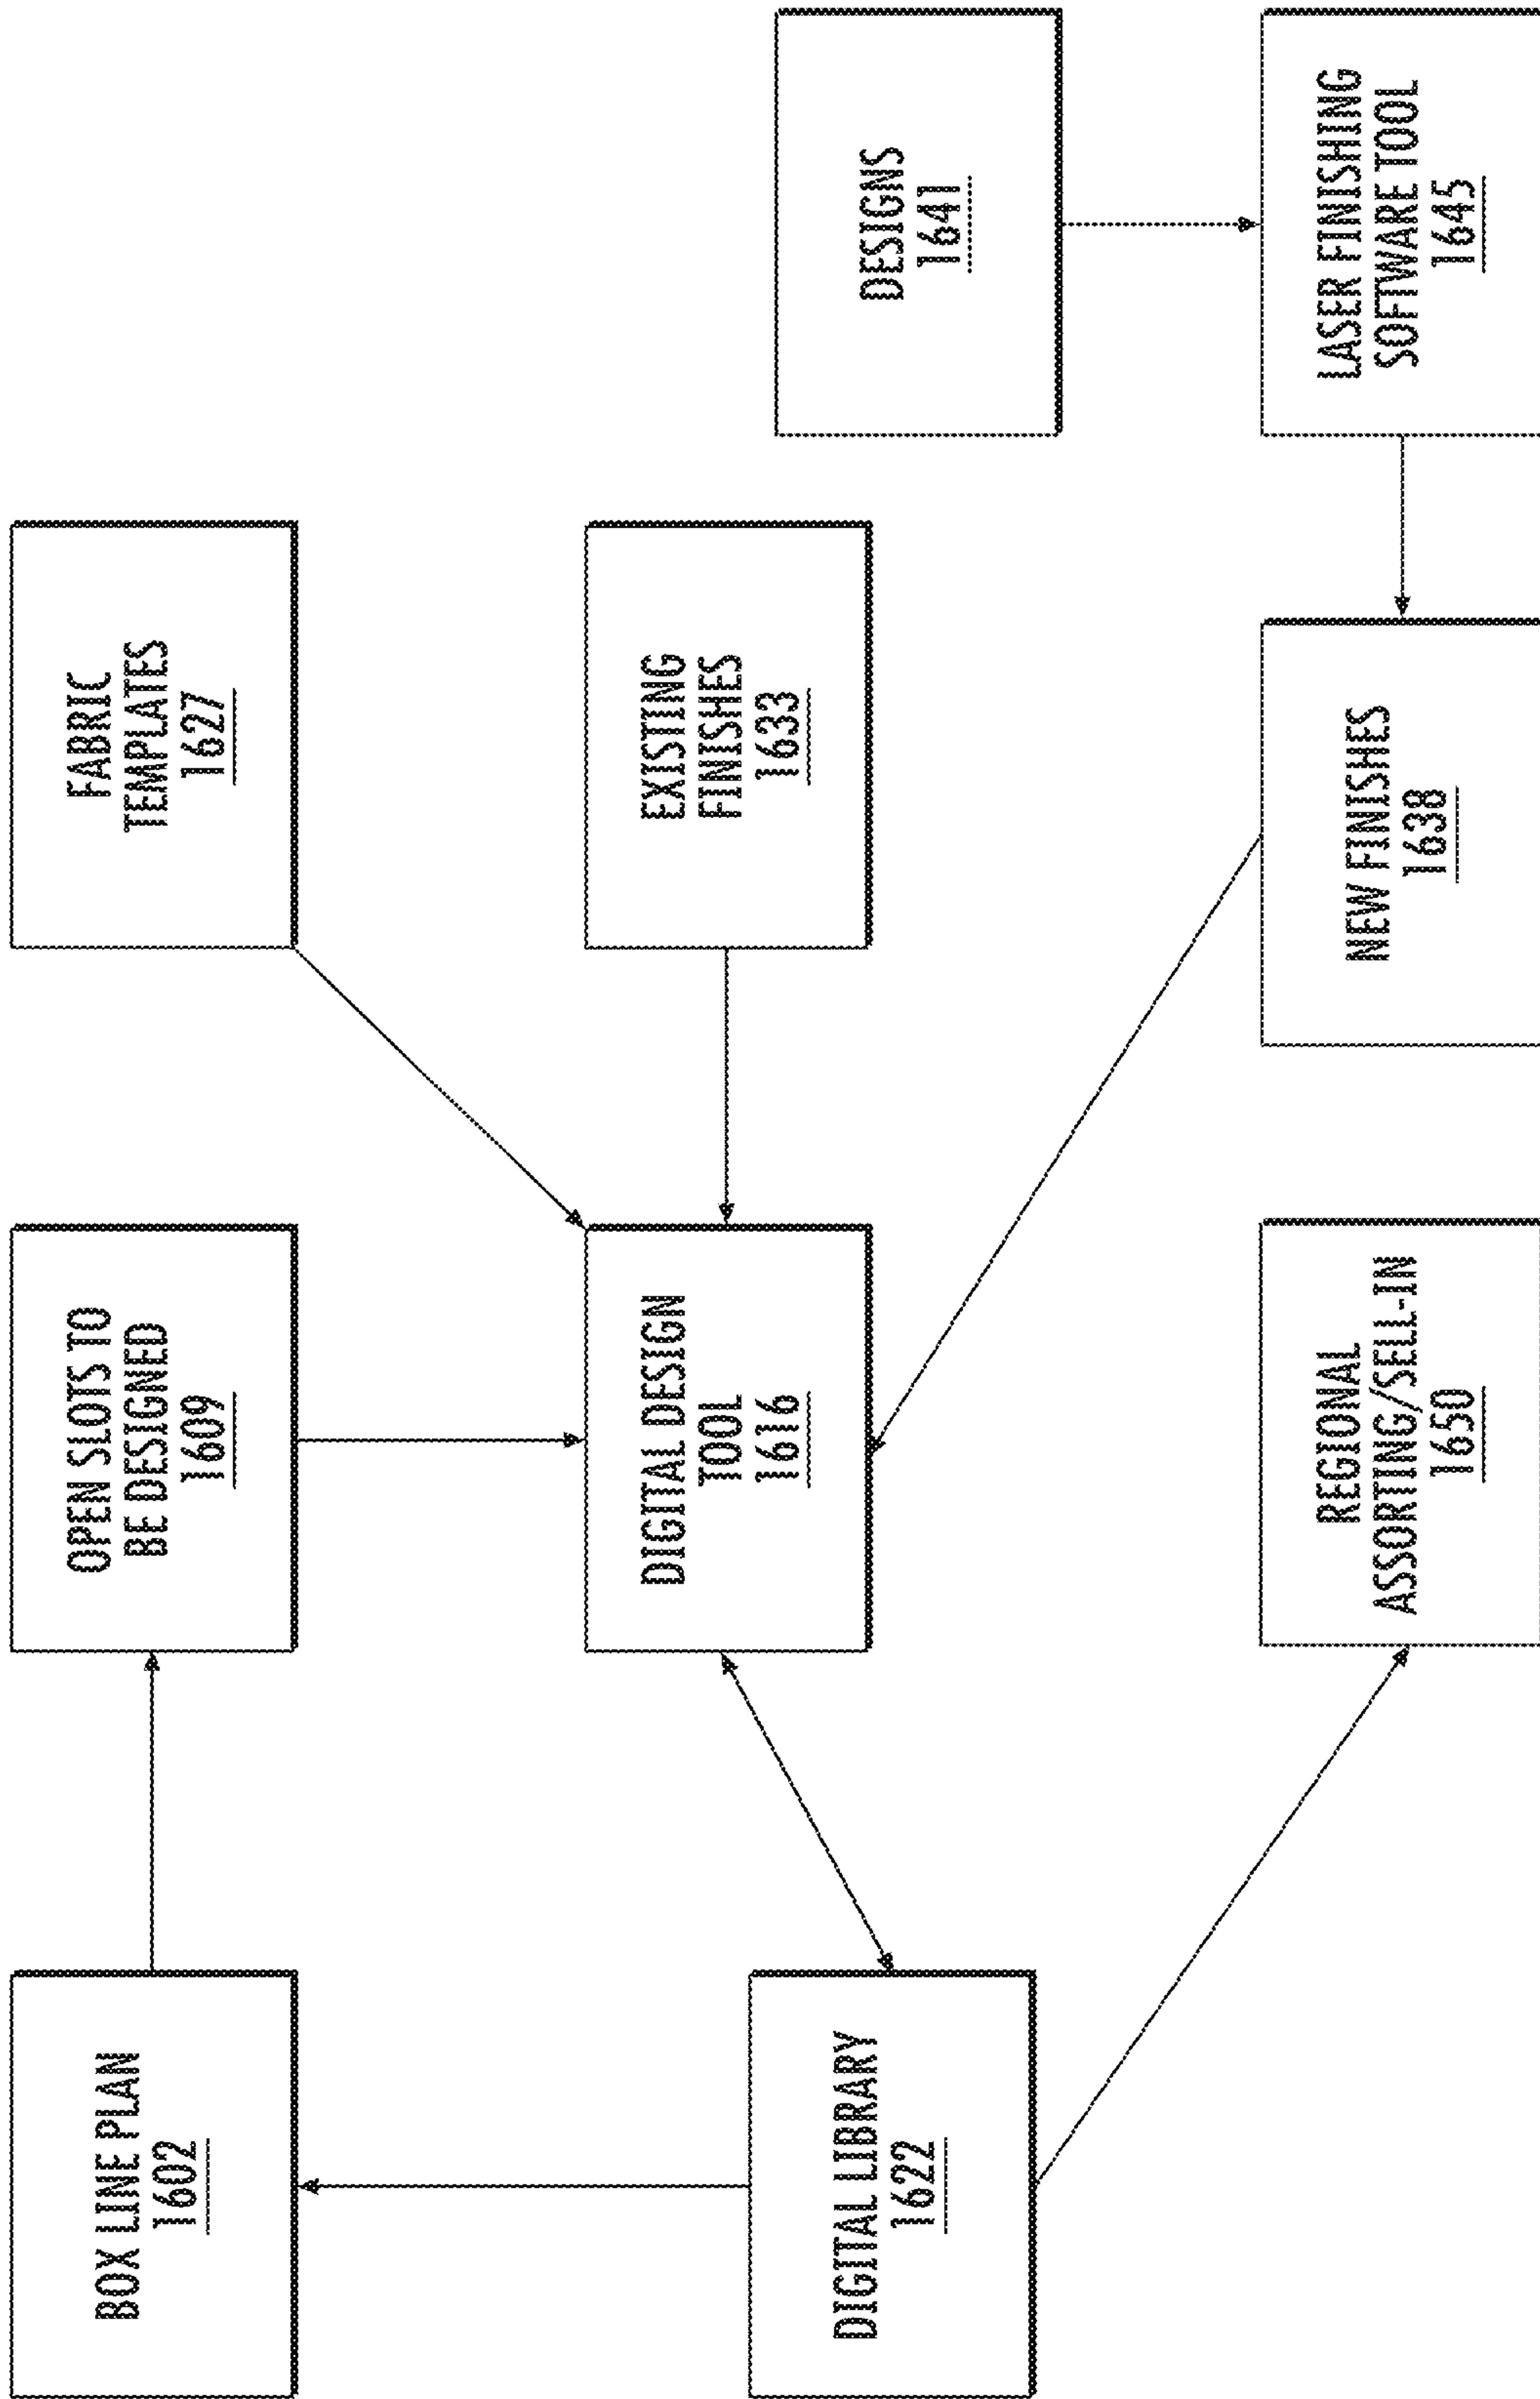 BOX LINE PLAN
1602
OPEN SLOTS TO
BE DESIGNED
1609
FABRIC
TEMPLATES
1627
DIGITAL DESIGN
TOOL
1616
EXISTING
FINISHES
1633
DIGITAL LIBRARY
1622
DESIGNS
1641
REGIONAL
ASSORTING/SELL-IN
1650
NEW FINISHES
1638
LASER FINISHING
SOFTWARE TOOL
1645